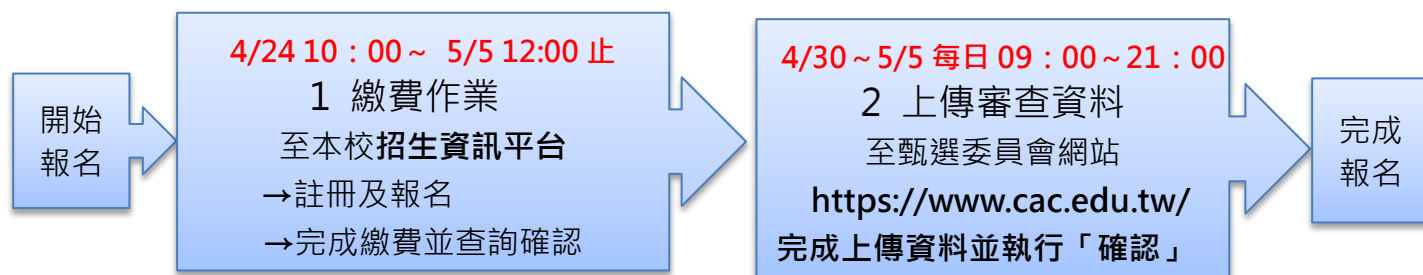 開始
報名
4/24 10：00～ 5/5 12:00 止
1 繳費作業
至本校招生資訊平台
→註冊及報名
→完成繳費並查詢確認
4/30～5/5 每日 09：00～21：00
2 上傳審查資料
至甄選委員會網站
https://www.cac.edu.tw/
完成上傳資料並執行「確認」
完成
報名